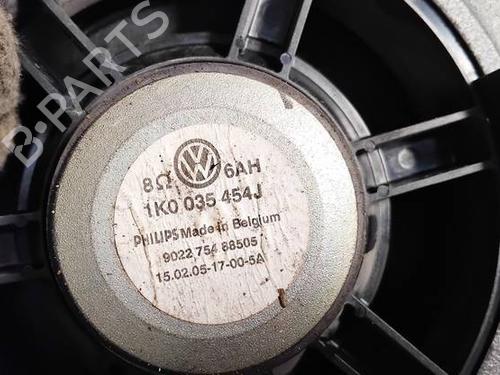 B-PARTS
8Ω VW 6AH
1K0 035 454J
PHILIPS Made in Belgium
9022 754 88505
15.02.05-17-00-5A